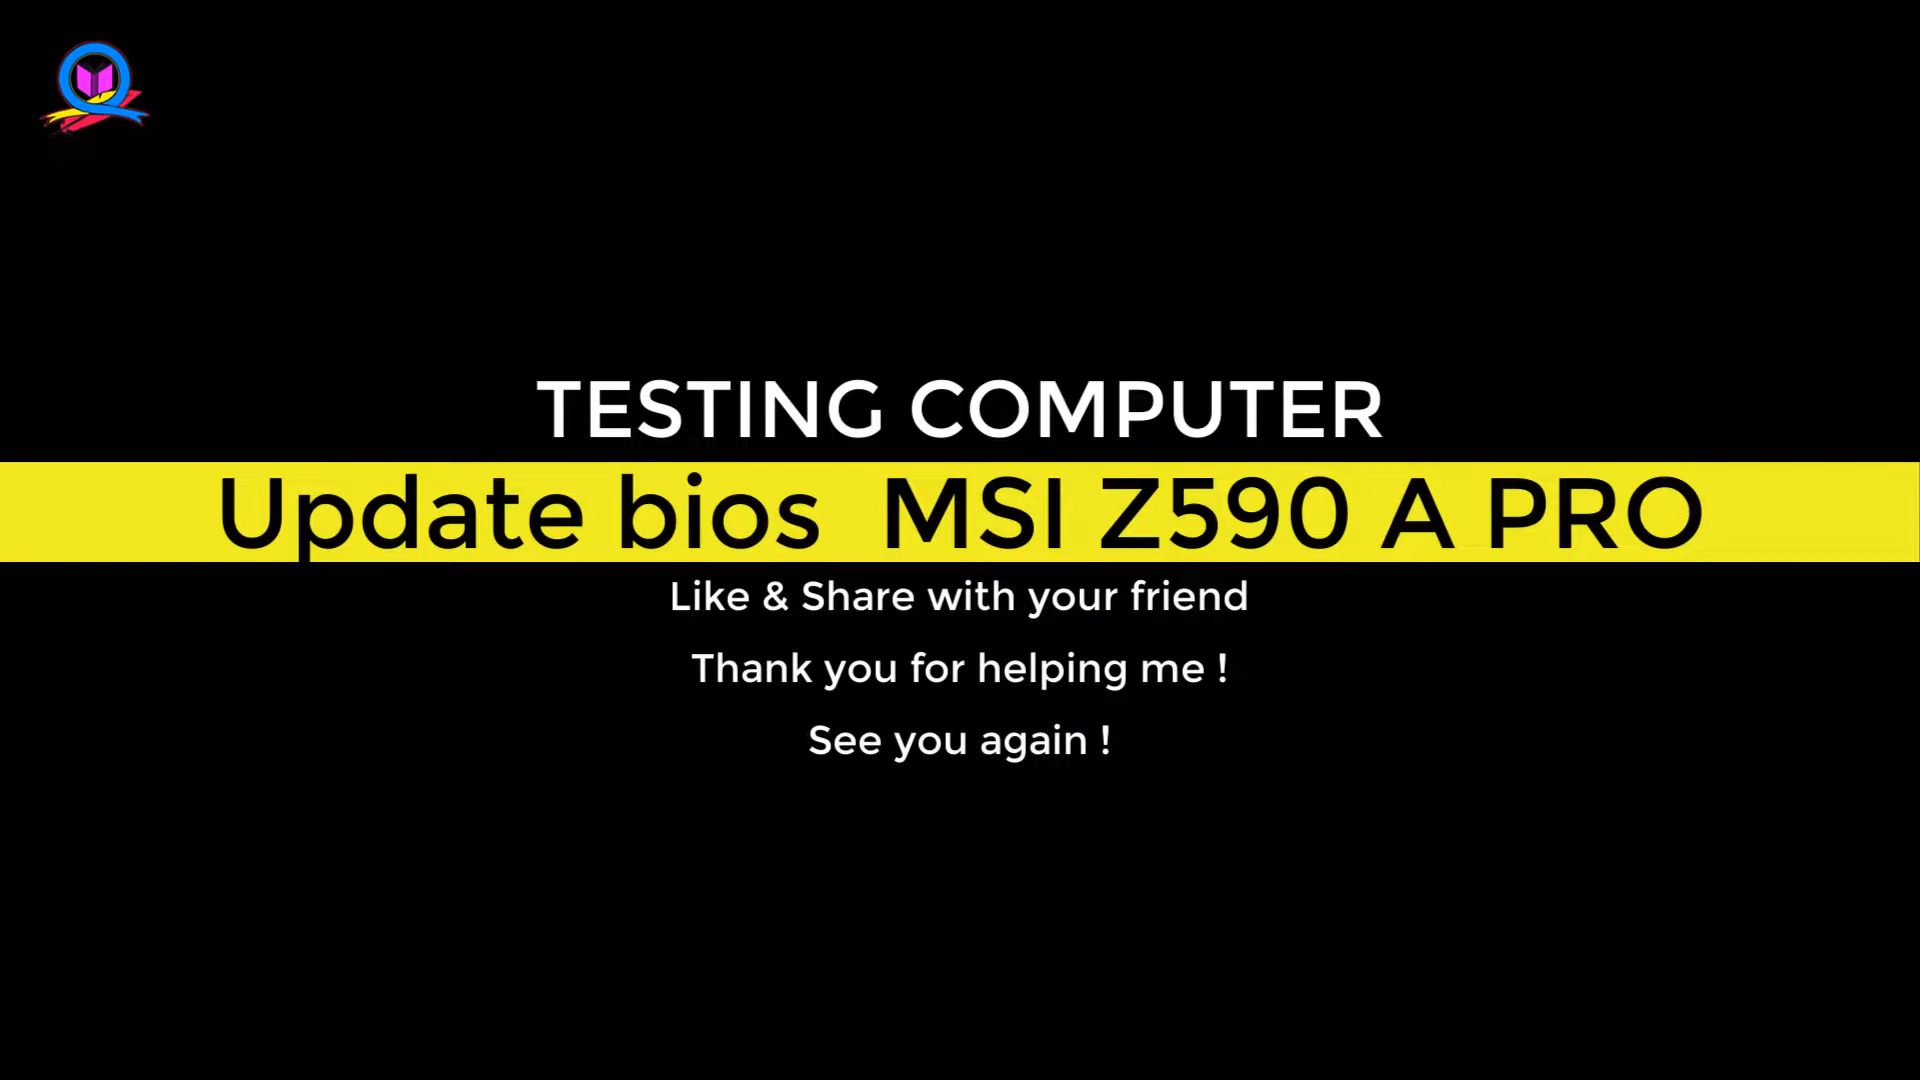 TESTING COMPUTER
Update bios  MSI Z590 A PRO
Like & Share with your friend
Thank you for helping me !
See you again !